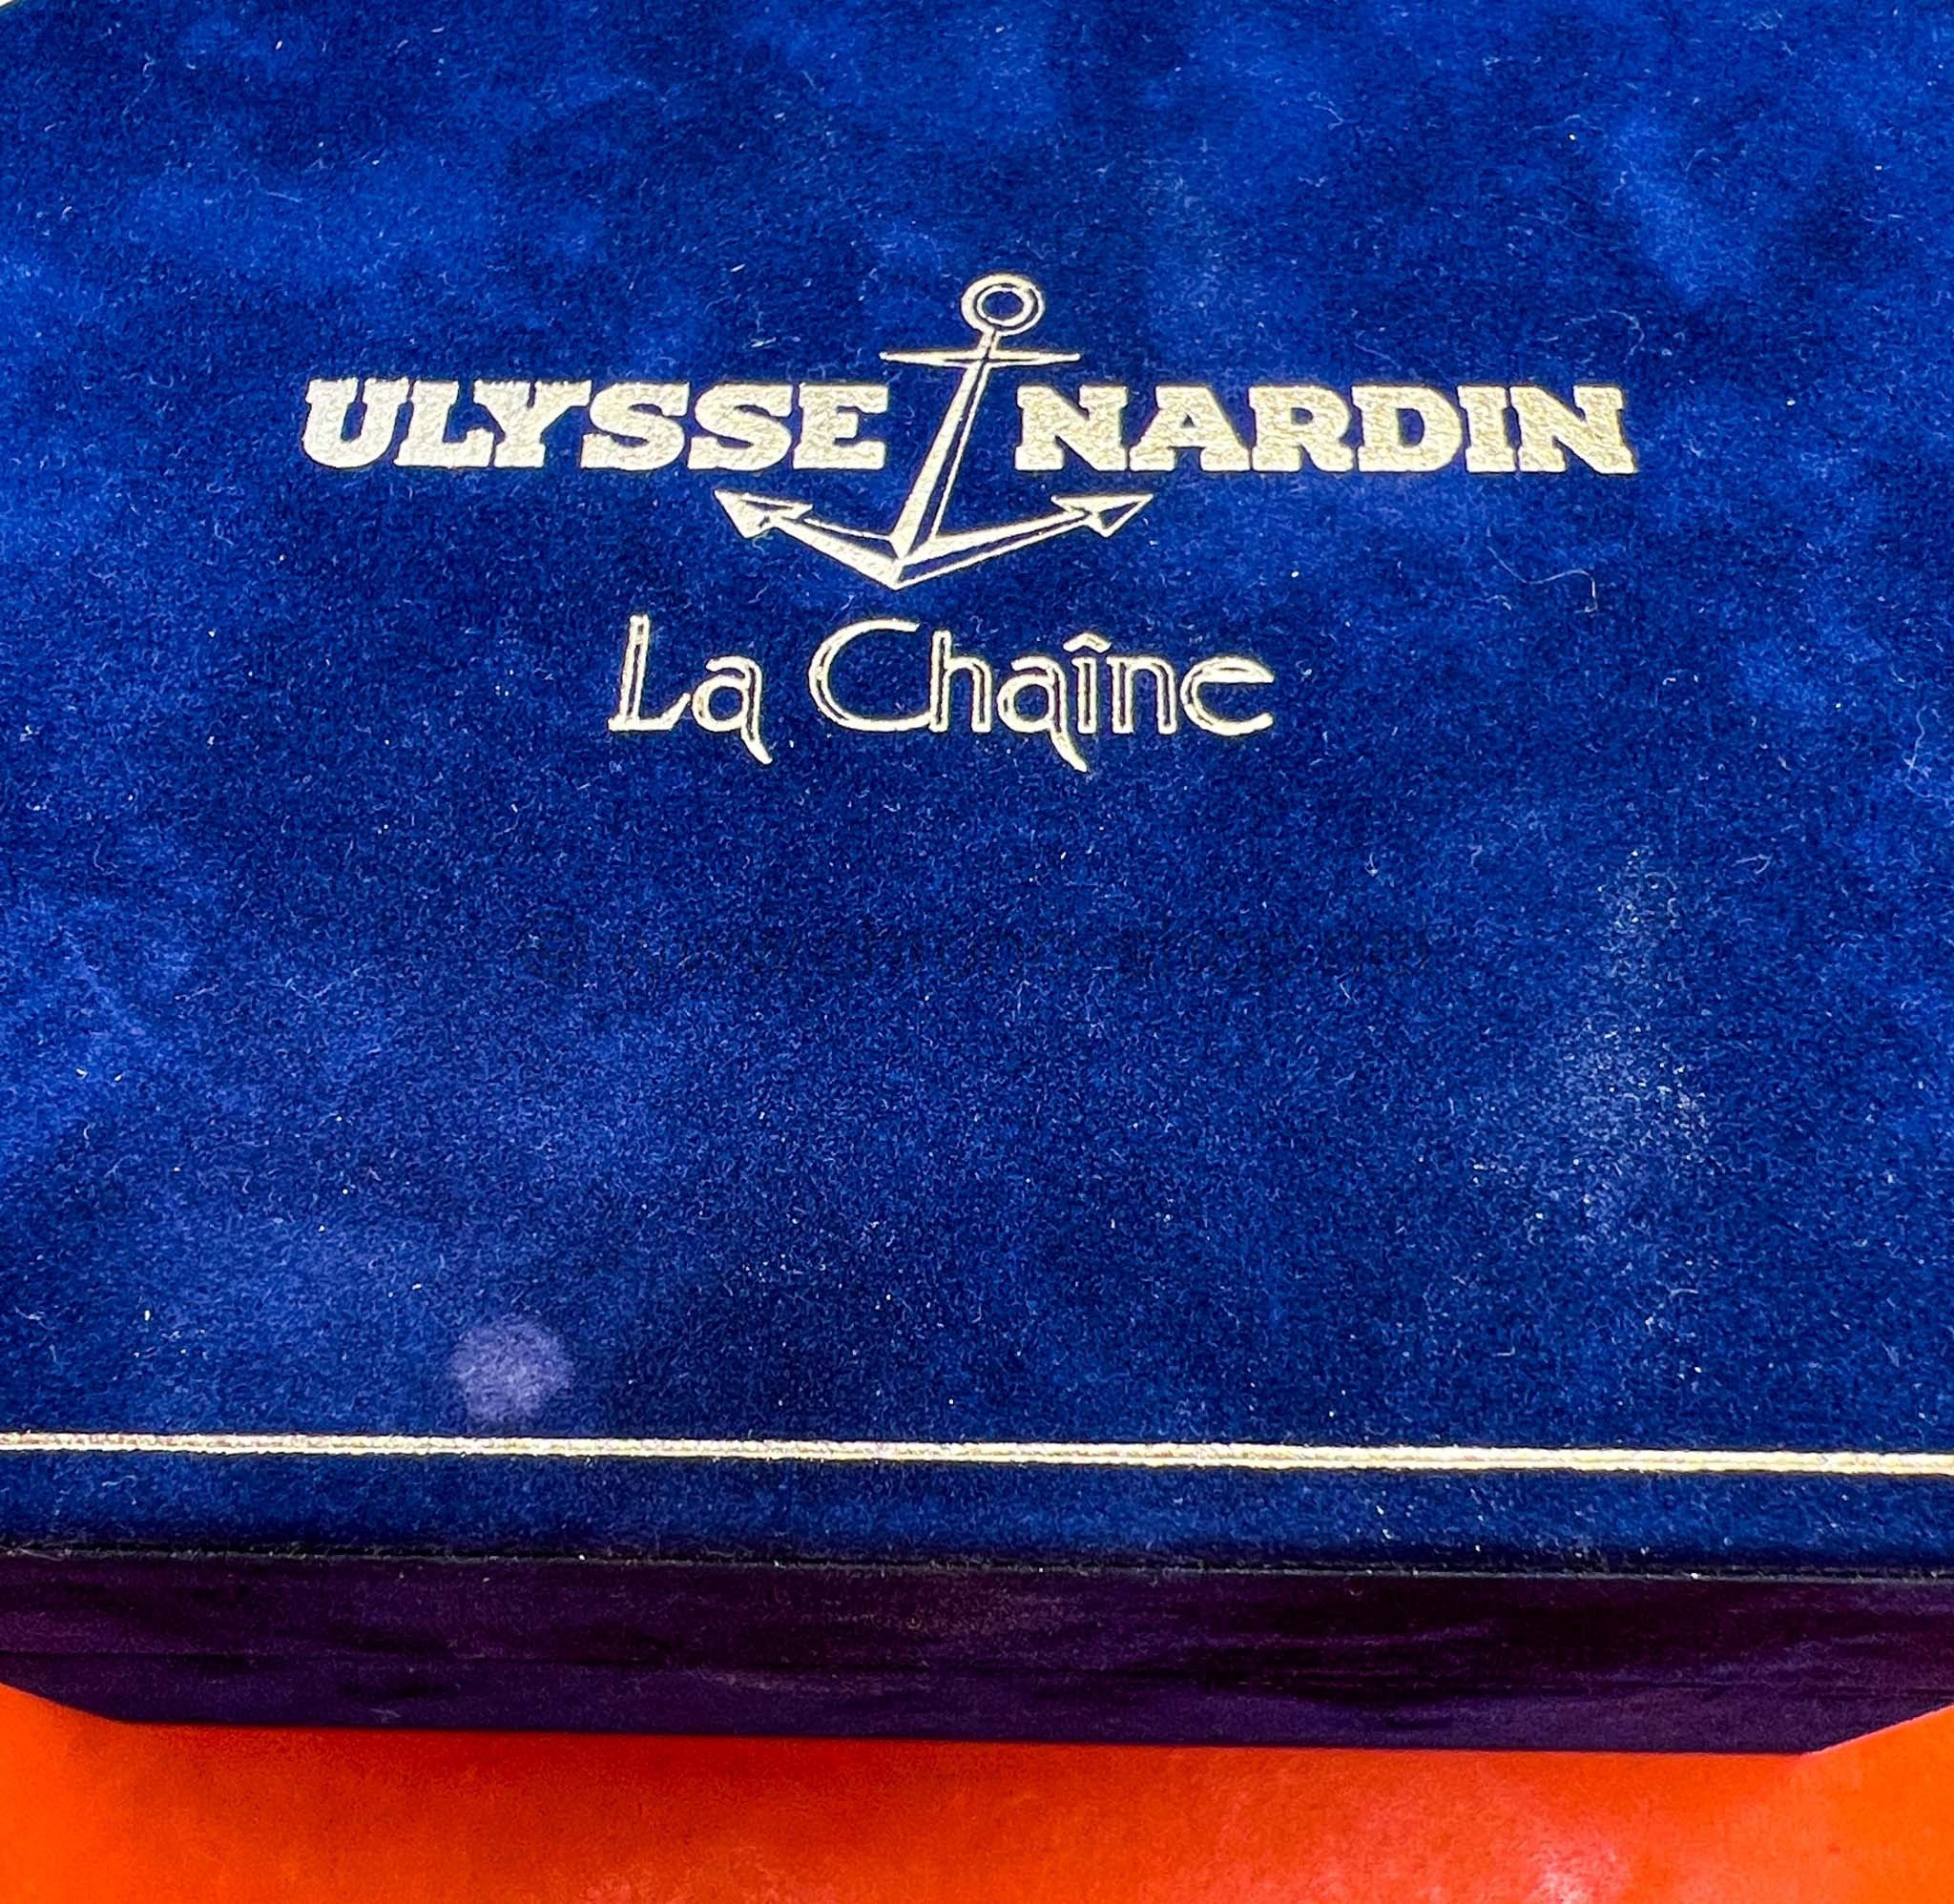 ULYSSE NARDIN
La Chaîne